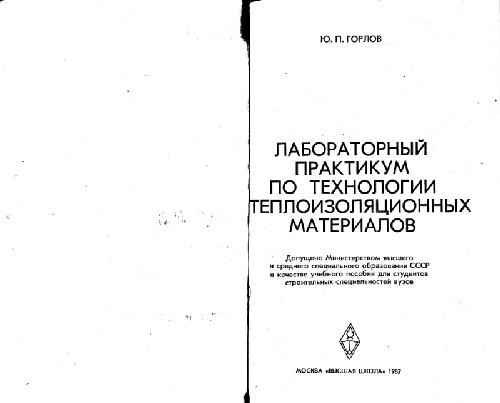 Ю. П. ГОРЛОВ
ЛАБОРАТОРНЫЙ
ПРАКТИКУМ
ПО ТЕХНОЛОГИИ
ТЕПЛОИЗОЛЯЦИОННЫХ
МАТЕРИАЛОВ
Допущено Министерством высшего
и среднего специального образования СССР
в качестве учебного пособия для студентов
строительных специальностей вузов
МОСКВА «ВЫСШАЯ ШКОЛА» 1982